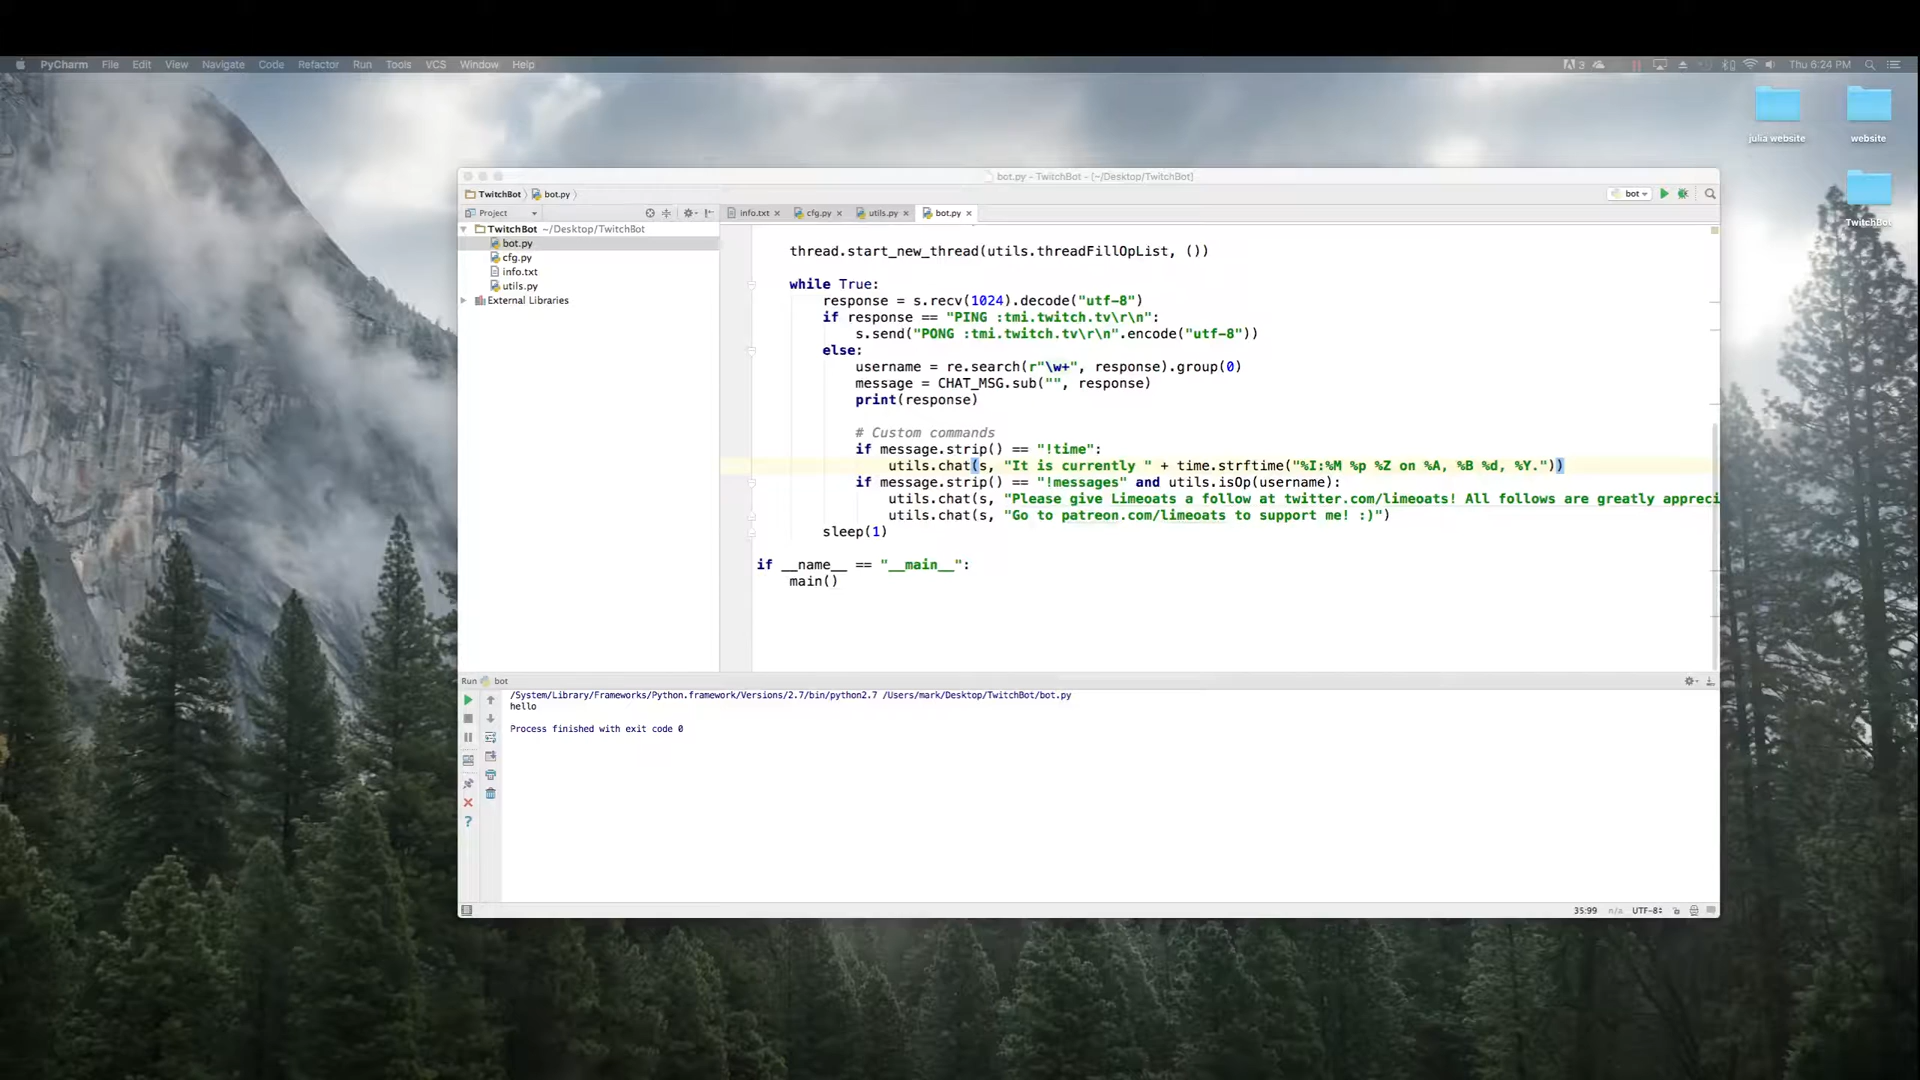 PyCharm File Edit View Navigate Code Refactor Run Tools VCS Window Help
3 Thu 6:24 PM
julia website
website
TwitchBot
bot.py - TwitchBot - [~/Desktop/TwitchBot]
TwitchBot bot.py
bot
Project
info.txt cfg.py utils.py bot.py
TwitchBot ~/Desktop/TwitchBot
bot.py
cfg.py
info.txt
utils.py
External Libraries
thread.start_new_thread(utils.threadFillOpList, ())
while True:
response = s.recv(1024).decode("utf-8")
if response == "PING :tmi.twitch.tv\r\n":
s.send("PONG :tmi.twitch.tv\r\n".encode("utf-8"))
else:
username = re.search(r"\w+", response).group(0)
message = CHAT_MSG.sub("", response)
print(response)
# Custom commands
if message.strip() == "!time":
utils.chat(s, "It is currently " + time.strftime("%I:%M %p %Z on %A, %B %d, %Y."))
if message.strip() == "!messages" and utils.isOp(username):
utils.chat(s, "Please give Limeoats a follow at twitter.com/limeoats! All follows are greatly appreci
utils.chat(s, "Go to patreon.com/limeoats to support me! :)")
sleep(1)
if __name__ == "__main__":
main()
Run bot
/System/Library/Frameworks/Python.framework/Versions/2.7/bin/python2.7 /Users/mark/Desktop/TwitchBot/bot.py
hello
Process finished with exit code 0
35:99 n/a UTF-8